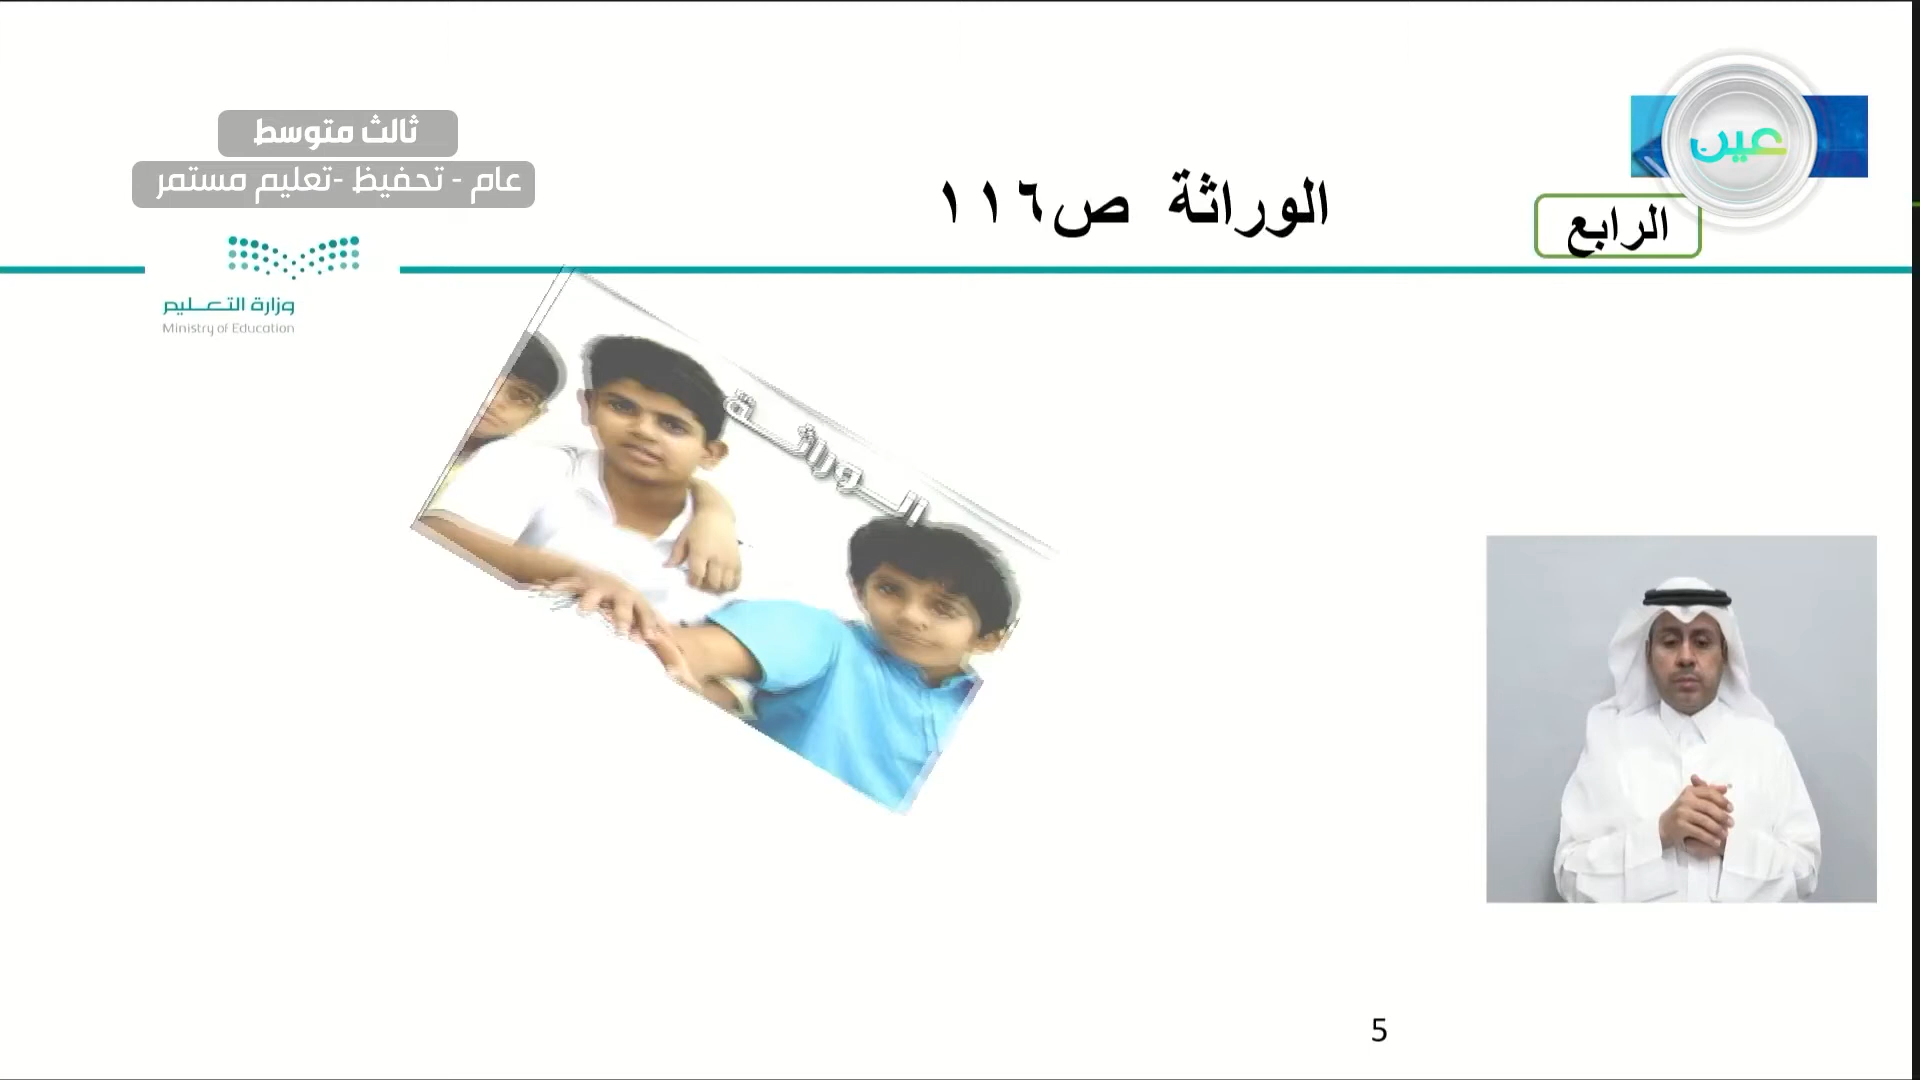 عين
ثالث متوسط
عام - تحفيظ -تعليم مستمر
الوراثة ص١١٦
الرابع
وزارة التعليم
Ministry of Education
الوراثة
5